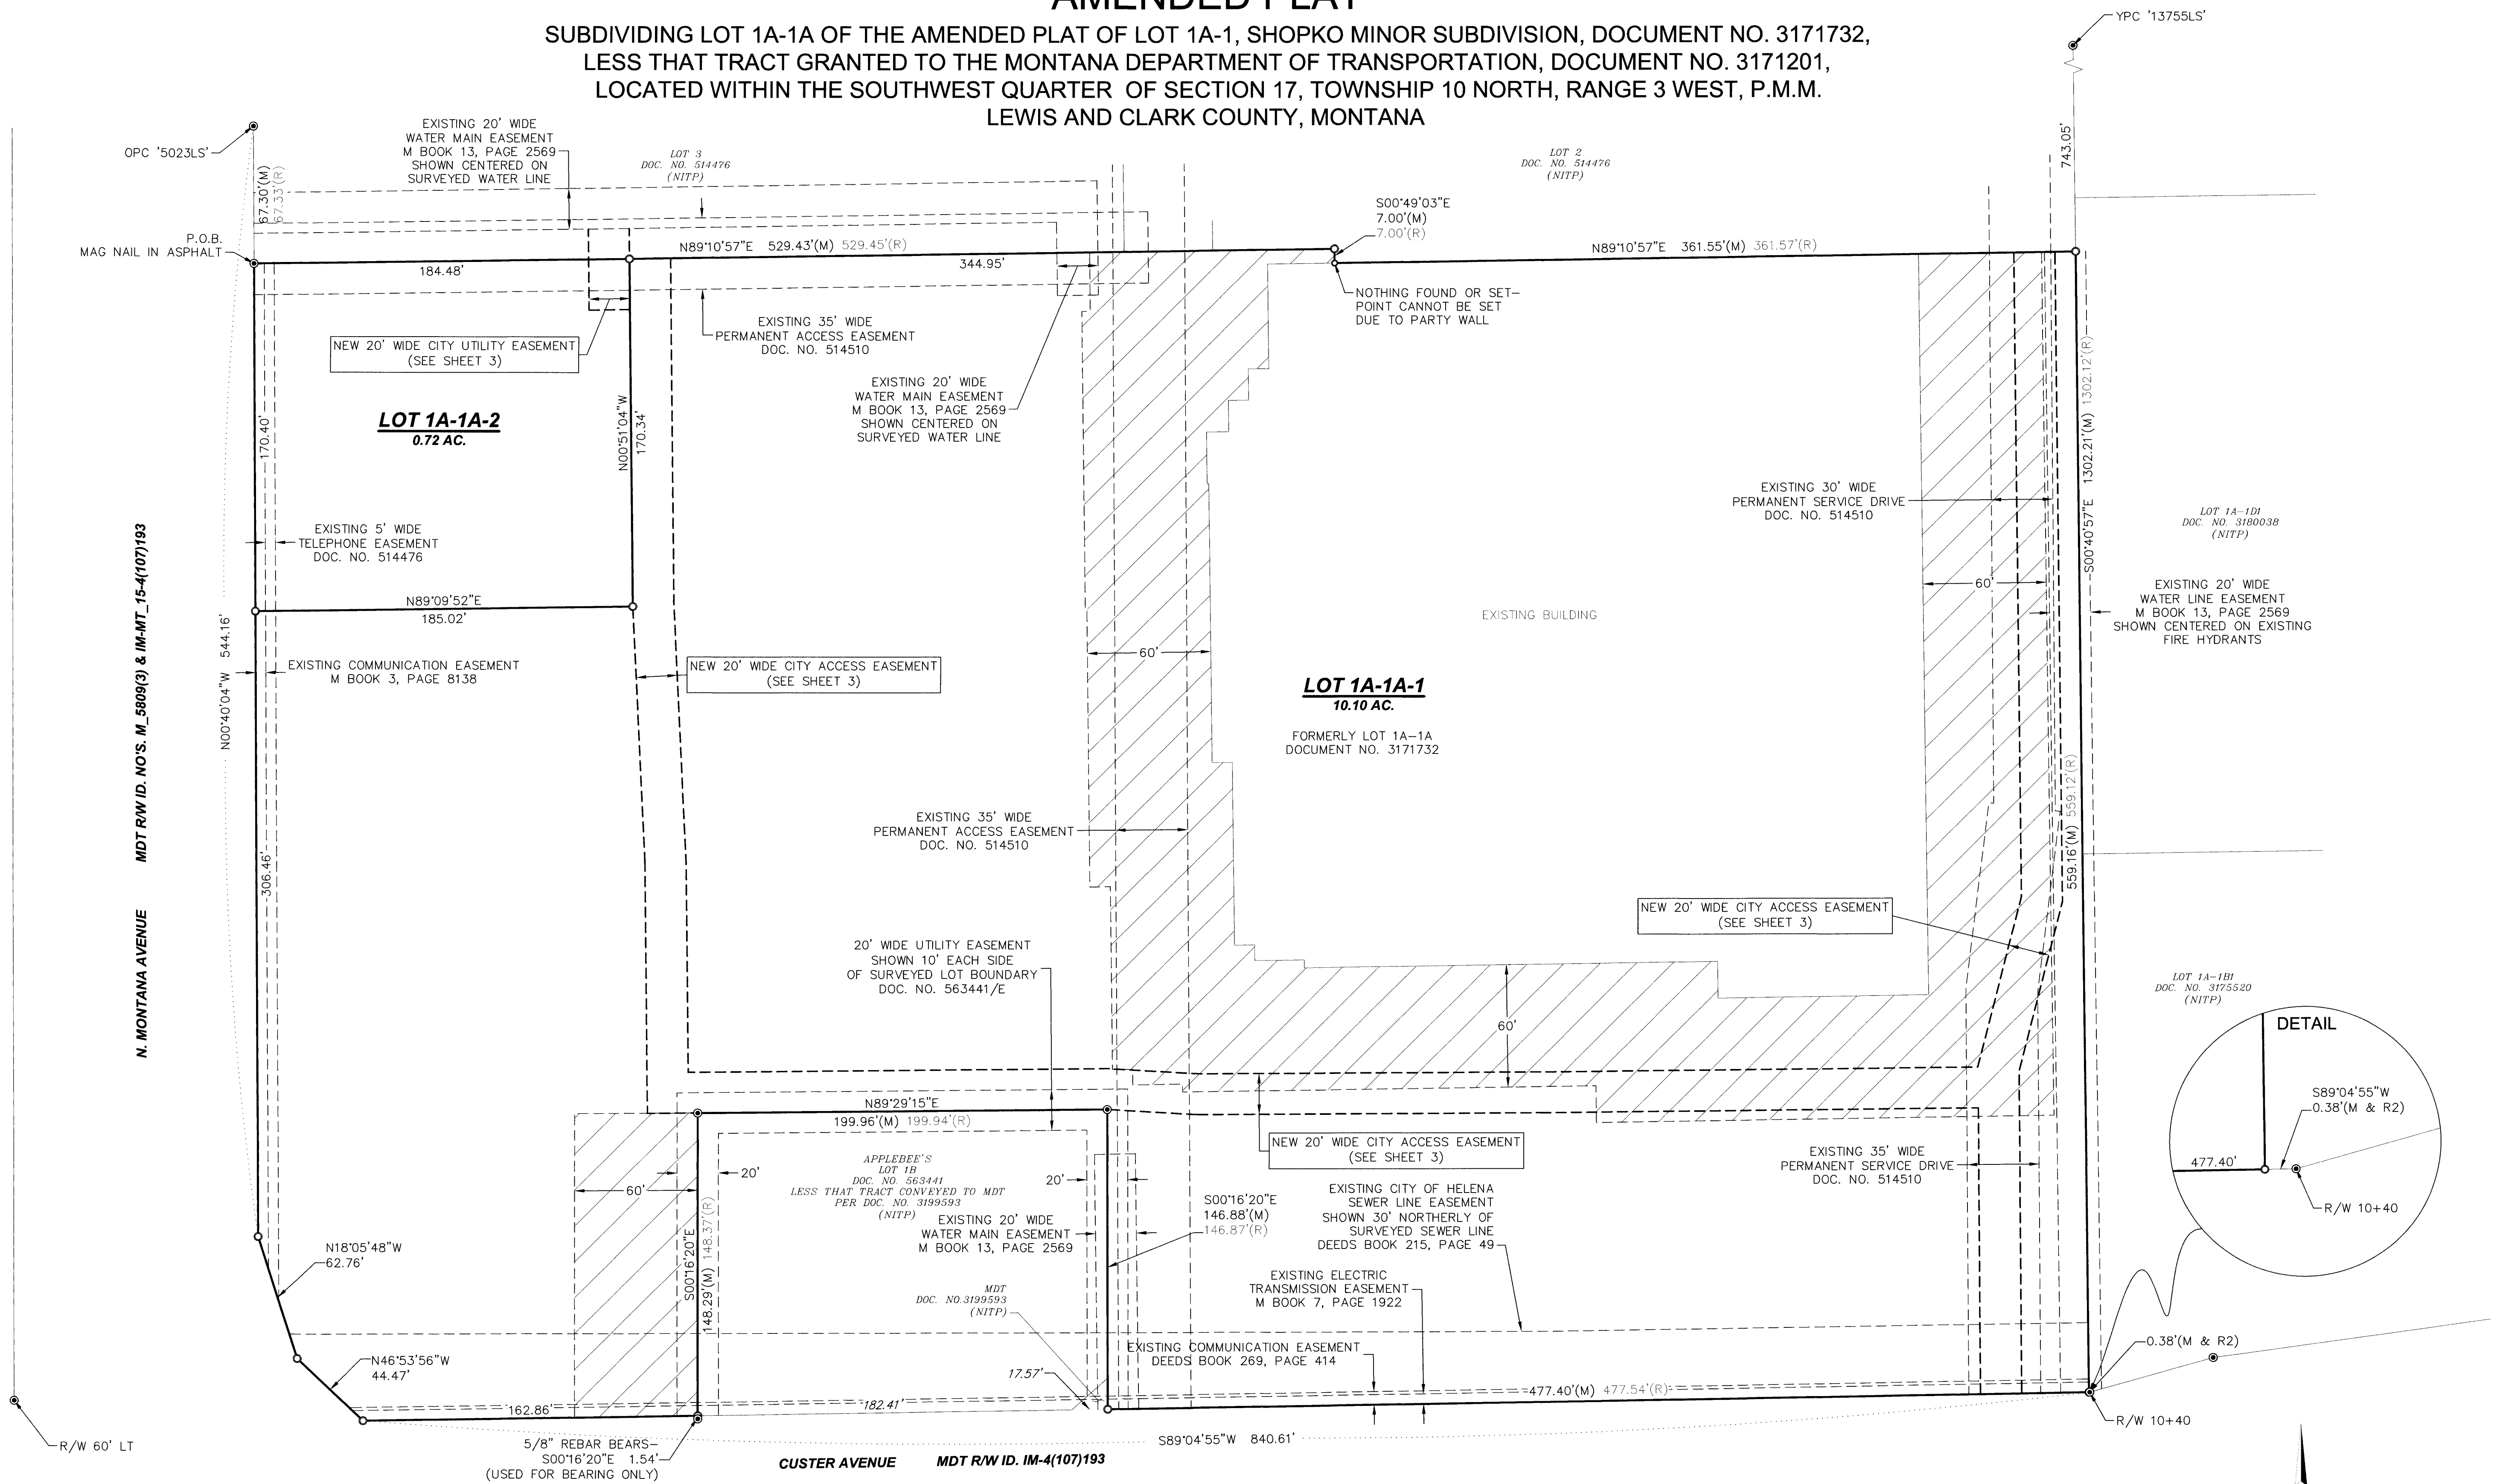 AMENDED PLAT
SUBDIVIDING LOT 1A-1A OF THE AMENDED PLAT OF LOT 1A-1, SHOPKO MINOR SUBDIVISION, DOCUMENT NO. 3171732,
LESS THAT TRACT GRANTED TO THE MONTANA DEPARTMENT OF TRANSPORTATION, DOCUMENT NO. 3171201,
LOCATED WITHIN THE SOUTHWEST QUARTER OF SECTION 17, TOWNSHIP 10 NORTH, RANGE 3 WEST, P.M.M.
LEWIS AND CLARK COUNTY, MONTANA
YPC '13755LS'
743.05'
OPC '5023LS'
67.30'(M)
67.33'(R)
EXISTING 20' WIDE
WATER MAIN EASEMENT
M BOOK 13, PAGE 2569
SHOWN CENTERED ON
SURVEYED WATER LINE
LOT 3
DOC. NO. 514476
(NITP)
LOT 2
DOC. NO. 514476
(NITP)
S00°49'03"E
7.00'(M)
7.00'(R)
P.O.B.
MAG NAIL IN ASPHALT
N89°10'57"E 529.43'(M) 529.45'(R)
184.48'
344.95'
N89°10'57"E 361.55'(M) 361.57'(R)
NOTHING FOUND OR SET-
POINT CANNOT BE SET
DUE TO PARTY WALL
NEW 20' WIDE CITY UTILITY EASEMENT
(SEE SHEET 3)
EXISTING 35' WIDE
PERMANENT ACCESS EASEMENT
DOC. NO. 514510
EXISTING 20' WIDE
WATER MAIN EASEMENT
M BOOK 13, PAGE 2569
SHOWN CENTERED ON
SURVEYED WATER LINE
LOT 1A-1A-2
0.72 AC.
170.40'
N00°51'04"W
170.34'
S00°40'57"E 1302.21'(M) 1302.12'(R)
EXISTING 30' WIDE
PERMANENT SERVICE DRIVE
DOC. NO. 514510
LOT 1A-1D1
DOC. NO. 3180038
(NITP)
EXISTING 5' WIDE
TELEPHONE EASEMENT
DOC. NO. 514476
N89°09'52"E
185.02'
60'
EXISTING BUILDING
EXISTING 20' WIDE
WATER LINE EASEMENT
M BOOK 13, PAGE 2569
SHOWN CENTERED ON EXISTING
FIRE HYDRANTS
N00°40'04"W 544.16'
EXISTING COMMUNICATION EASEMENT
M BOOK 3, PAGE 8138
NEW 20' WIDE CITY ACCESS EASEMENT
(SEE SHEET 3)
60'
LOT 1A-1A-1
10.10 AC.
FORMERLY LOT 1A-1A
DOCUMENT NO. 3171732
N. MONTANA AVENUE MDT R/W ID. NO'S. M_5809(3) & IM-MT_15-4(107)193
306.46'
EXISTING 35' WIDE
PERMANENT ACCESS EASEMENT
DOC. NO. 514510
559.16'(M) 559.12'(R)
NEW 20' WIDE CITY ACCESS EASEMENT
(SEE SHEET 3)
20' WIDE UTILITY EASEMENT
SHOWN 10' EACH SIDE
OF SURVEYED LOT BOUNDARY
DOC. NO. 563441/E
LOT 1A-1B1
DOC. NO. 3175520
(NITP)
DETAIL
S89°04'55"W
0.38'(M & R2)
477.40'
R/W 10+40
60'
N89°29'15"E
199.96'(M) 199.94'(R)
NEW 20' WIDE CITY ACCESS EASEMENT
(SEE SHEET 3)
EXISTING 35' WIDE
PERMANENT SERVICE DRIVE
DOC. NO. 514510
APPLEBEE'S
LOT 1B
DOC. NO. 563441
LESS THAT TRACT CONVEYED TO MDT
PER DOC. NO. 3199593
(NITP)
20'
20'
60'
S00°16'20"E
148.29'(M) 148.37'(R)
EXISTING 20' WIDE
WATER MAIN EASEMENT
M BOOK 13, PAGE 2569
S00°16'20"E
146.88'(M)
146.87'(R)
EXISTING CITY OF HELENA
SEWER LINE EASEMENT
SHOWN 30' NORTHERLY OF
SURVEYED SEWER LINE
DEEDS BOOK 215, PAGE 49
N18°05'48"W
62.76'
MDT
DOC. NO.3199593
(NITP)
EXISTING ELECTRIC
TRANSMISSION EASEMENT
M BOOK 7, PAGE 1922
EXISTING COMMUNICATION EASEMENT
DEEDS BOOK 269, PAGE 414
0.38'(M & R2)
N46°53'56"W
44.47'
17.57'
477.40'(M) 477.54'(R)
162.86'
182.41'
R/W 10+40
R/W 60' LT
5/8" REBAR BEARS-
S00°16'20"E 1.54'
(USED FOR BEARING ONLY)
S89°04'55"W 840.61'
CUSTER AVENUE MDT R/W ID. IM-4(107)193